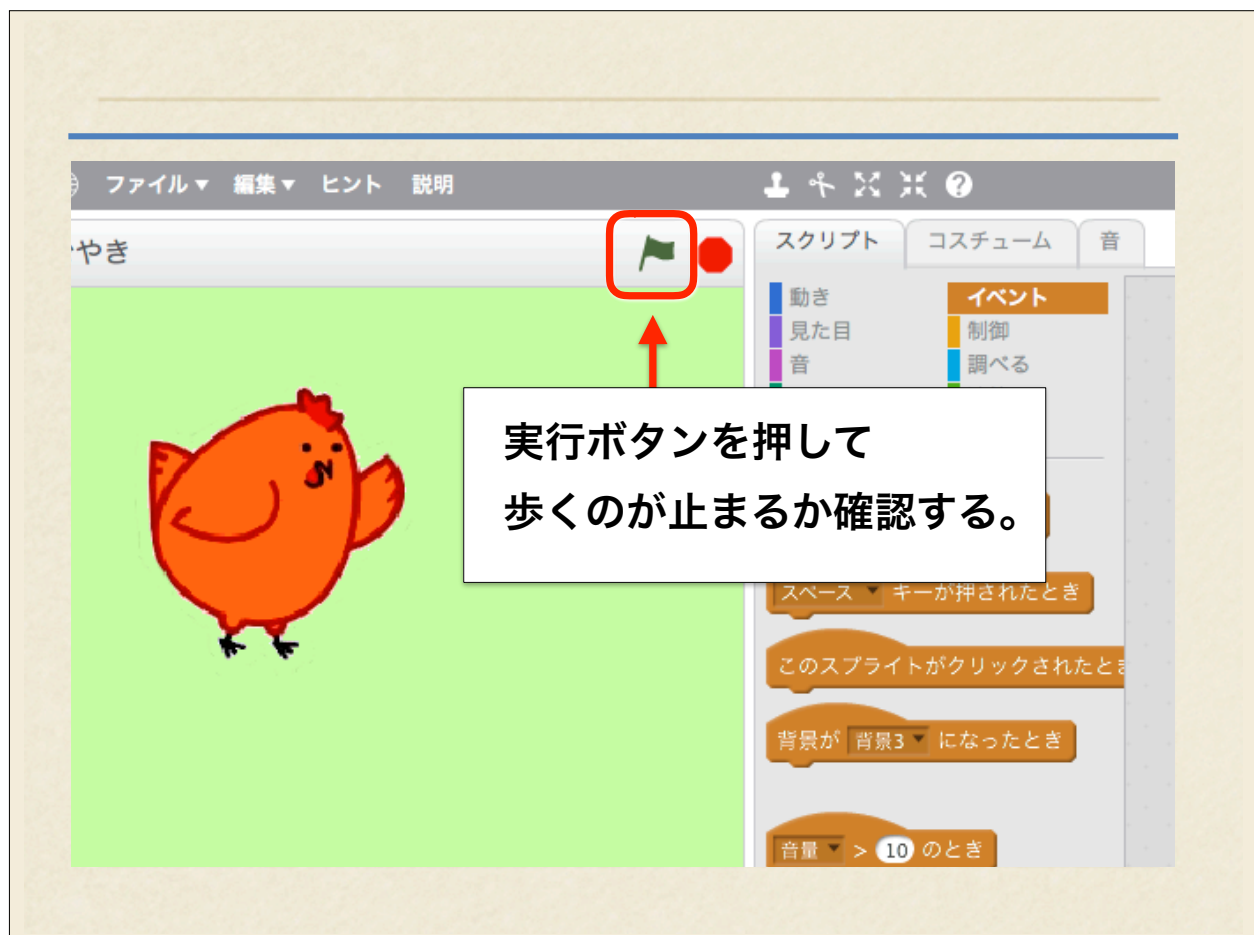 ファイル▼ 編集▼ ヒント 説明
やき
スクリプト コスチューム 音
動き イベント
見た目 制御
音 調べる
実行ボタンを押して
歩くのが止まるか確認する。
スペース▼ キーが押されたとき
このスプライトがクリックされたとき
背景が 背景3▼ になったとき
音量▼ > 10 のとき